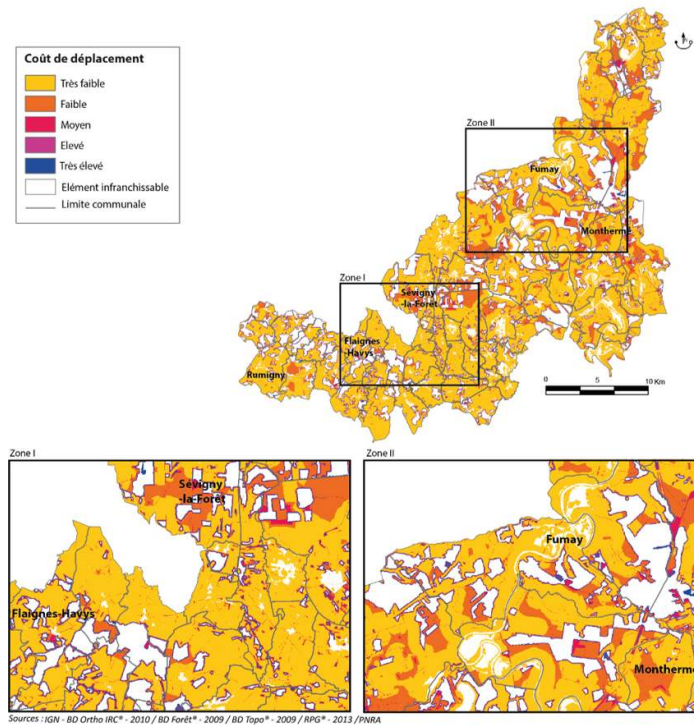 Coût de déplacement
Très faible
Faible
Moyen
Elevé
Très élevé
Elément infranchissable
Limite communale
Zone II
Fumay
Monthermé
Zone I
Sévigny
-la-Forêt
Flaignes
-Havys
Rumigny
0 5 19 Km
Zone I
Sévigny
-la-Forêt
Flaignes-Havys
Zone II
Fumay
Montherme
Sources : IGN - BD Ortho IRC® - 2010 / BD Forêt® - 2009 / BD Topo® - 2009 / RPG® - 2013 / PNRA